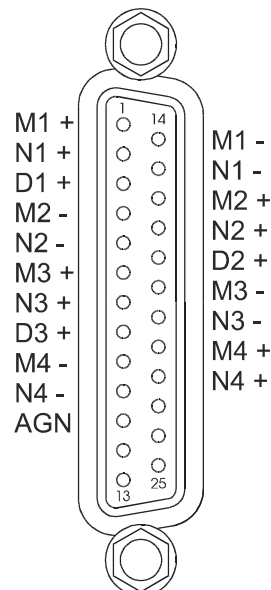 M1 +
N1 +
D1 +
M2 -
N2 -
M3 +
N3 +
D3 +
M4 -
N4 -
AGN
1
14
13
25
M1 -
N1 -
M2 +
N2 +
D2 +
M3 -
N3 -
M4 +
N4 +